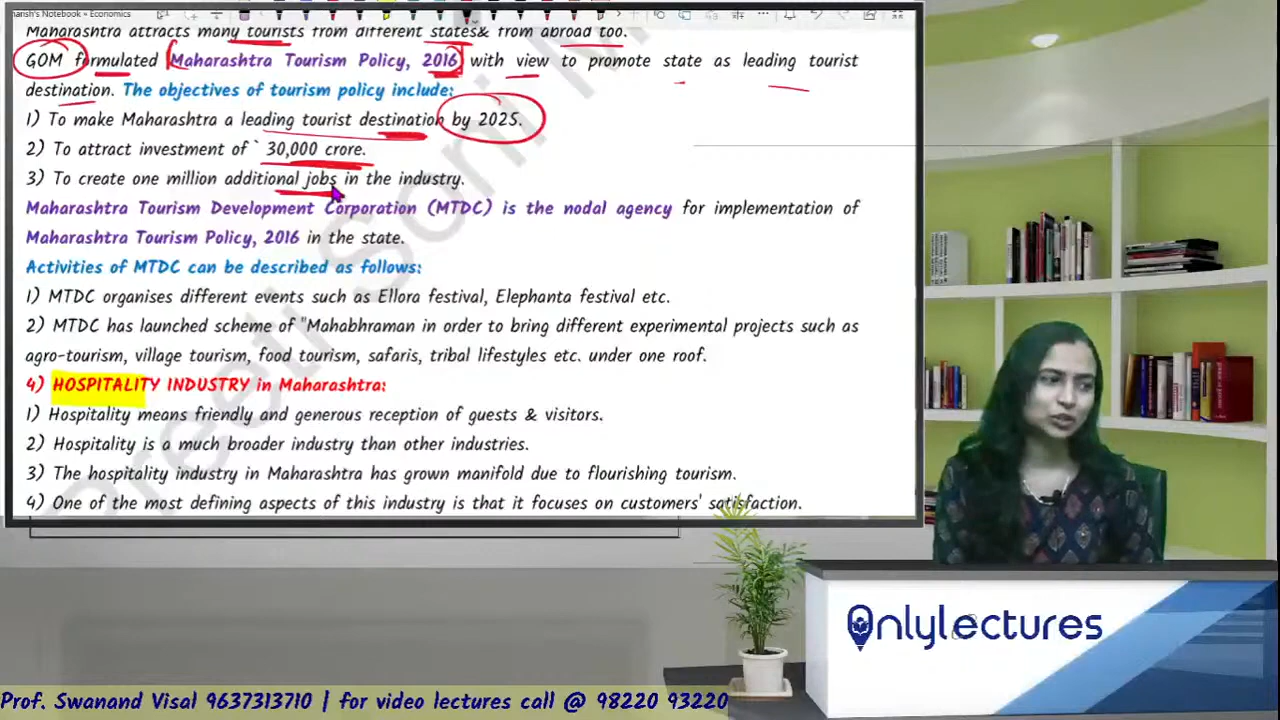 harish's Notebook » Economics
Maharashtra attracts many tourists from different states& from abroad too.
GOM formulated Maharashtra Tourism Policy, 2016 with view to promote state as leading tourist
destination. The objectives of tourism policy include:
1) To make Maharashtra a leading tourist destination by 2025.
2) To attract investment of ` 30,000 crore.
3) To create one million additional jobs in the industry.
Maharashtra Tourism Development Corporation (MTDC) is the nodal agency for implementation of
Maharashtra Tourism Policy, 2016 in the state.
Activities of MTDC can be described as follows:
1) MTDC organises different events such as Ellora festival, Elephanta festival etc.
2) MTDC has launched scheme of "Mahabhraman in order to bring different experimental projects such as
agro-tourism, village tourism, food tourism, safaris, tribal lifestyles etc. under one roof.
4) HOSPITALITY INDUSTRY in Maharashtra:
1) Hospitality means friendly and generous reception of guests & visitors.
2) Hospitality is a much broader industry than other industries.
3) The hospitality industry in Maharashtra has grown manifold due to flourishing tourism.
4) One of the most defining aspects of this industry is that it focuses on customers' satisfaction.
Preeti Soni M
Onlylectures
Prof. Swanand Visal 9637313710 | for video lectures call @ 98220 93220